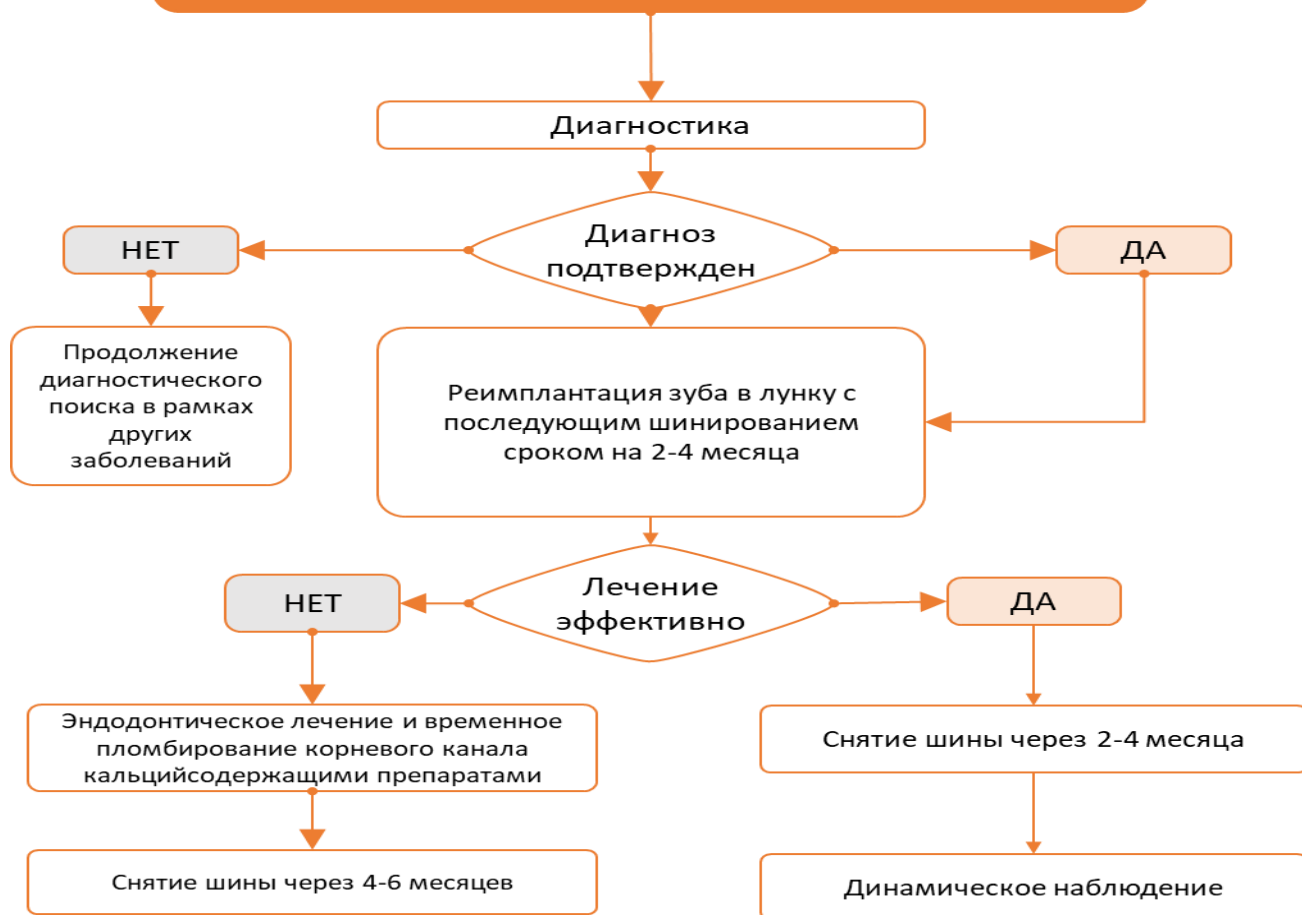 Диагностика
Диагноз
подтвержден
НЕТ
ДА
Продолжение
диагностического
поиска в рамках
других
заболеваний
Реимплантация зуба в лунку с
последующим шинированием
сроком на 2-4 месяца
Лечение
эффективно
НЕТ
ДА
Эндодонтическое лечение и временное
пломбирование корневого канала
кальцийсодержащими препаратами
Снятие шины через 2-4 месяца
Снятие шины через 4-6 месяцев
Динамическое наблюдение